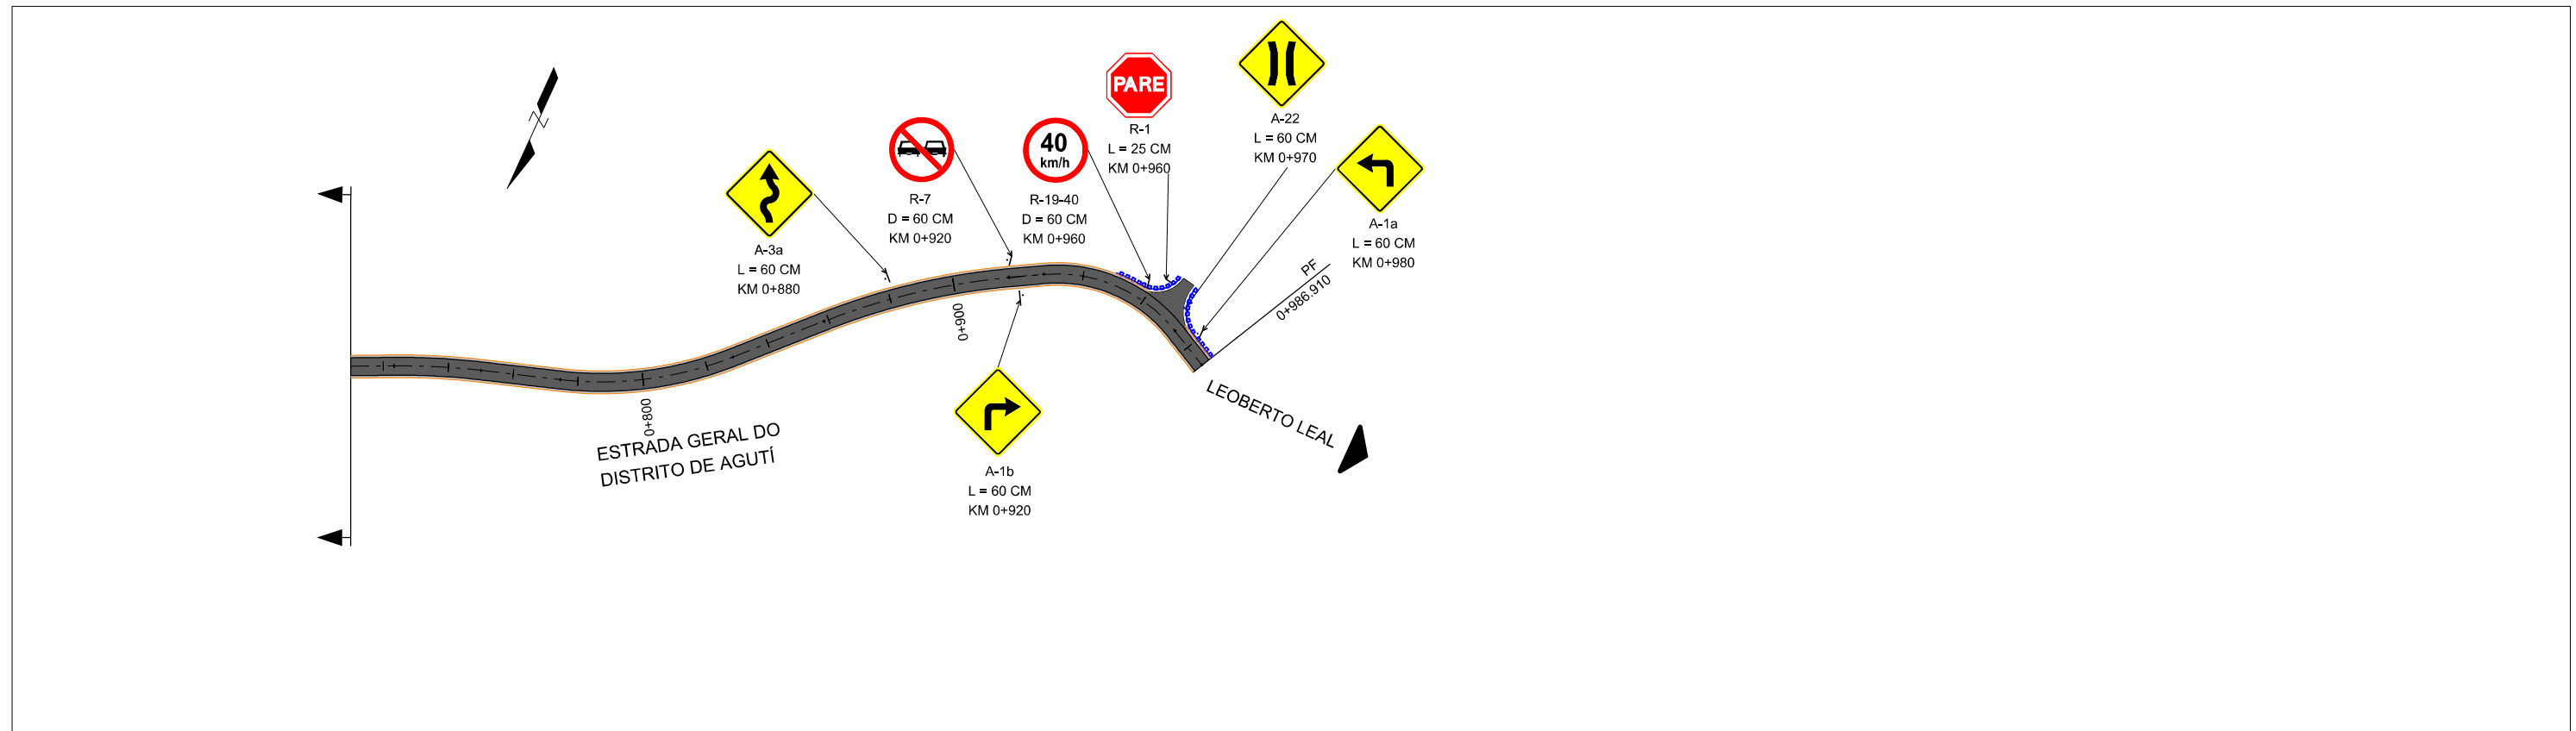 A-3a
L = 60 CM
KM 0+880
R-7
D = 60 CM
KM 0+920
40
km/h
R-19-40
D = 60 CM
KM 0+960
PARE
R-1
L = 25 CM
KM 0+960
A-22
L = 60 CM
KM 0+970
A-1a
L = 60 CM
KM 0+980
PF
0+986.910
0+900
0+800
ESTRADA GERAL DO
DISTRITO DE AGUTÍ
A-1b
L = 60 CM
KM 0+920
LEOBERTO LEAL
N